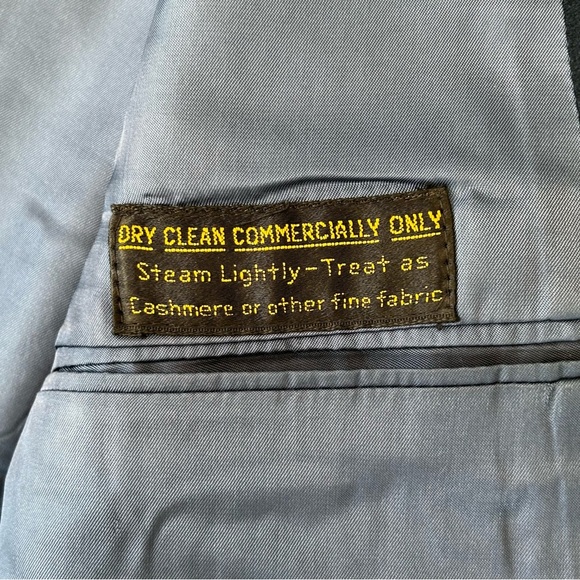 DRY CLEAN COMMERCIALLY ONLY
Steam Lightly-Treat as
Cashmere or other fine fabric